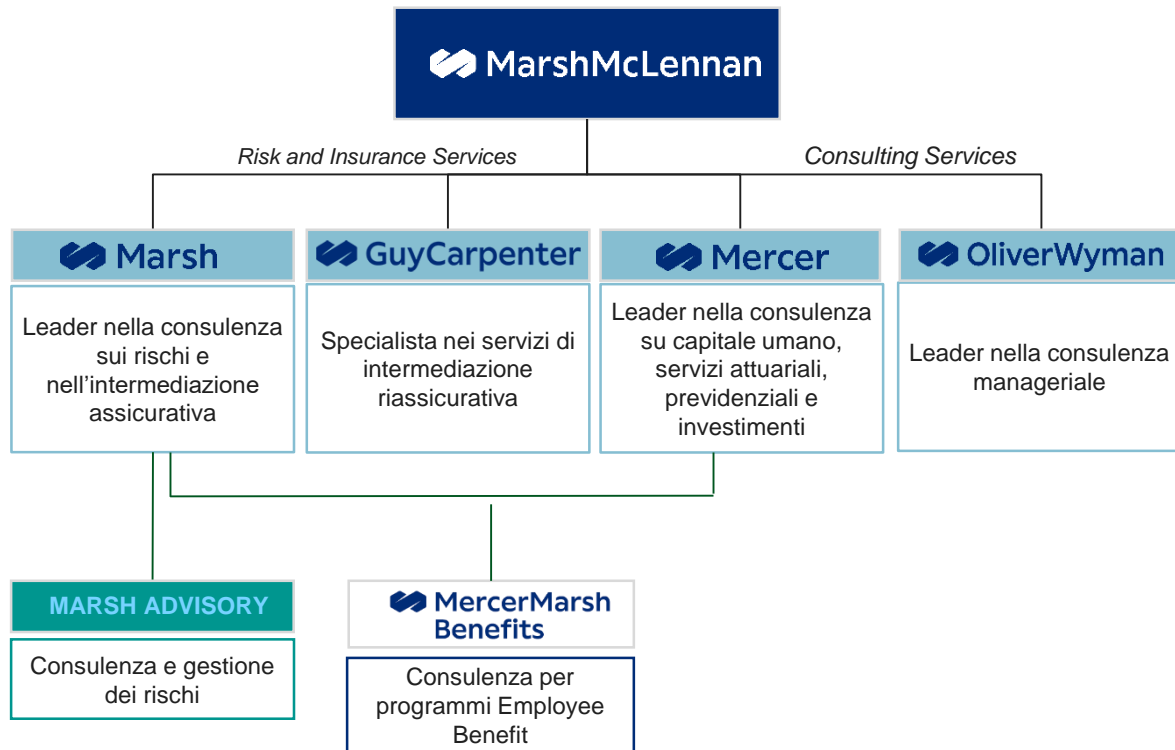 MarshMcLennan
Risk and Insurance Services
Consulting Services
Marsh
GuyCarpenter
Mercer
OliverWyman
Leader nella consulenza
sui rischi e
nell’intermediazione
assicurativa
Specialista nei servizi di
intermediazione
riassicurativa
Leader nella consulenza
su capitale umano,
servizi attuariali,
previdenziali e
investimenti
Leader nella consulenza
manageriale
MARSH ADVISORY
Consulenza e gestione
dei rischi
MercerMarsh
Benefits
Consulenza per
programmi Employee
Benefit